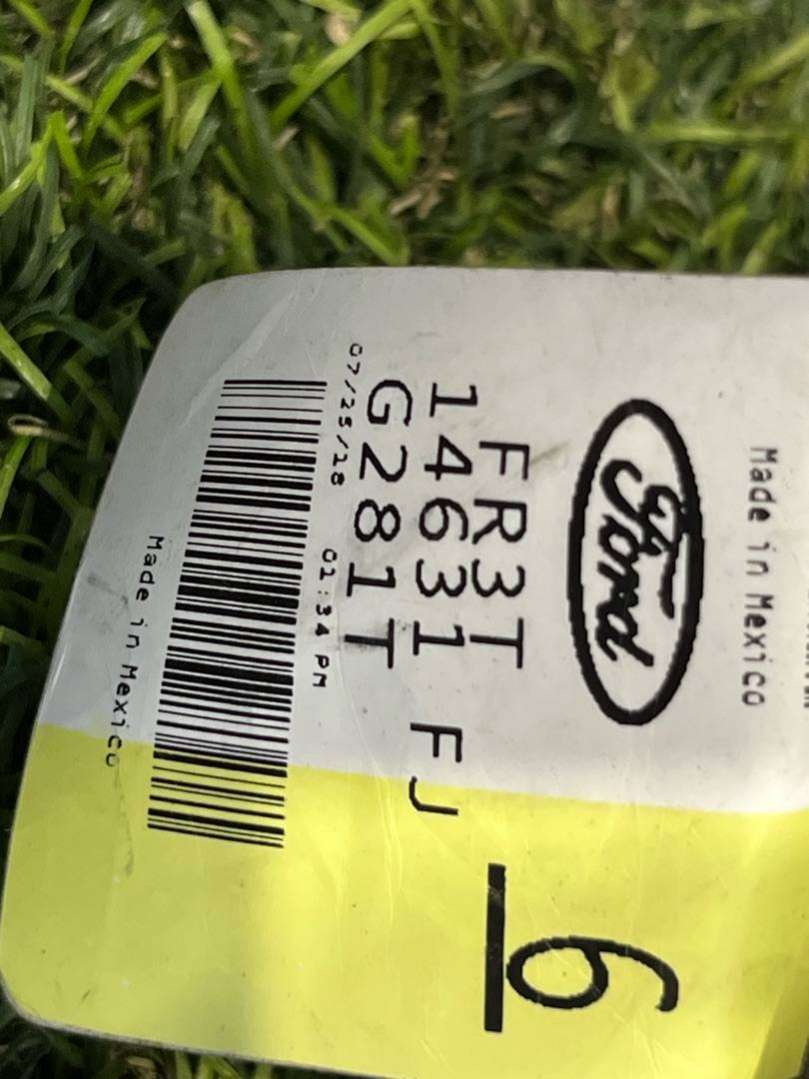 Made in Mexico
Ford
FR3T
6
14631 FJ
G281T
07/25/18 01:34 PM
Made in Mexico